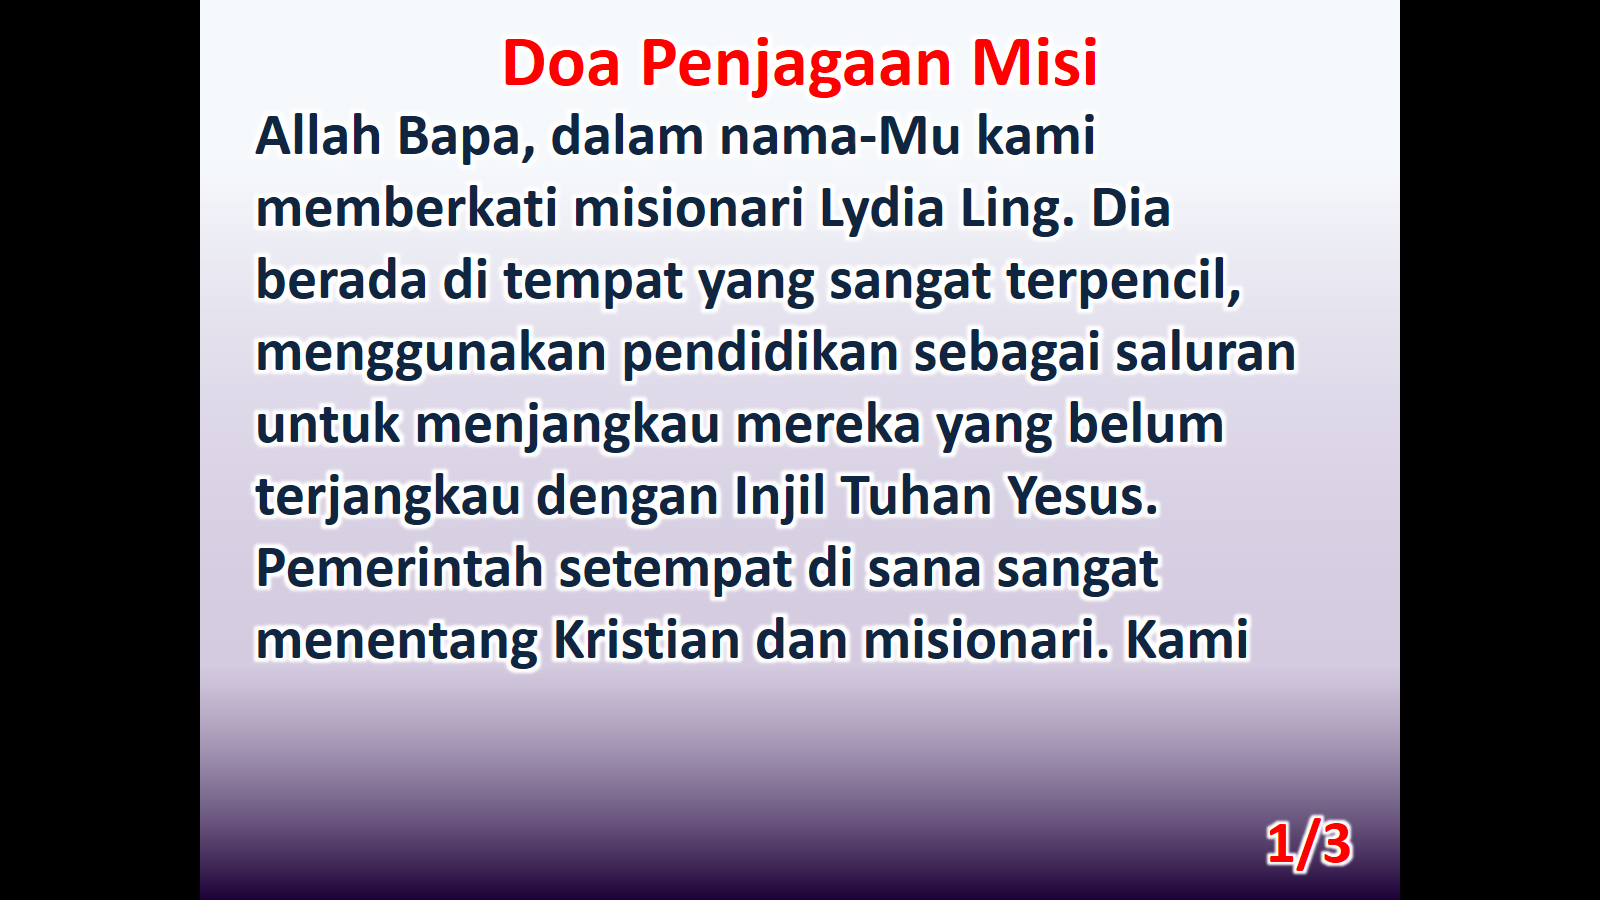 Doa Penjagaan Misi
Allah Bapa, dalam nama-Mu kami
memberkati misionari Lydia Ling. Dia
berada di tempat yang sangat terpencil,
menggunakan pendidikan sebagai saluran
untuk menjangkau mereka yang belum
terjangkau dengan Injil Tuhan Yesus.
Pemerintah setempat di sana sangat
menentang Kristian dan misionari. Kami
1/3